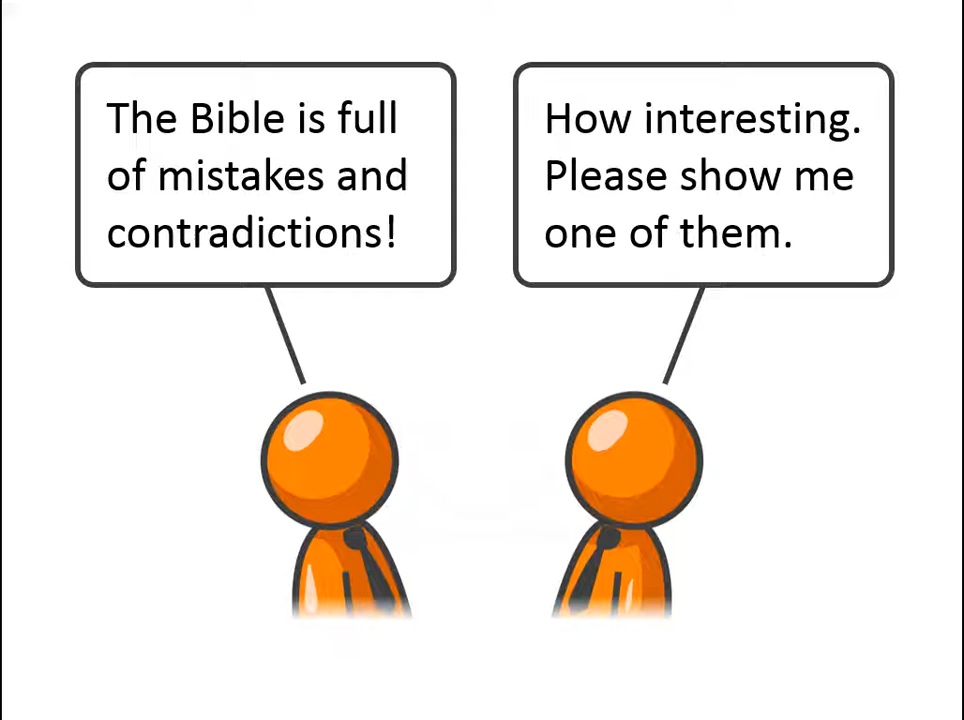 The Bible is full
of mistakes and
contradictions!
How interesting.
Please show me
one of them.